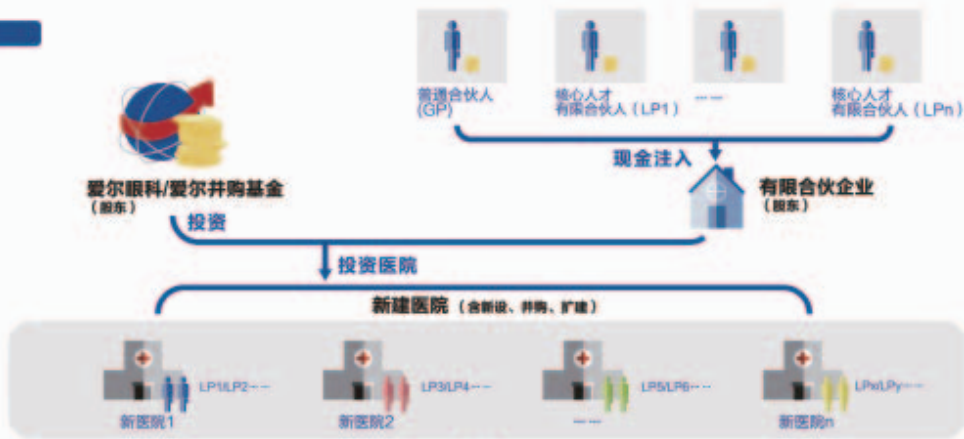 普通合伙人
(GP)
核心人才
有限合伙人（LP1）
-- --
核心人才
有限合伙人（LPn）
现金注入
爱尔眼科/爱尔并购基金
（股东）
有限合伙企业
（股东）
投资
投资医院
新建医院（含新设、并购、扩建）
LP1/LP2-- --
新医院1
LP3/LP4-- --
新医院2
LP5/LP6-- --
-- --
LPx/LPy-- --
新医院n